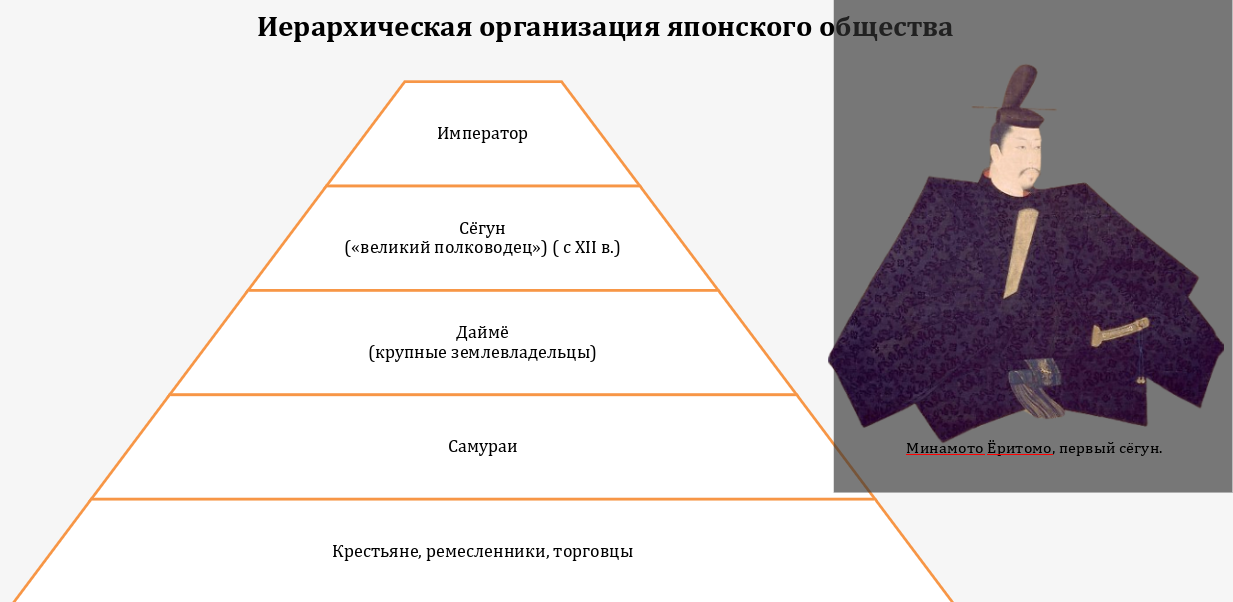 Иерархическая организация японского общества
Император
Сёгун
(«великий полководец») ( с XII в.)
Даймё
(крупные землевладельцы)
Самураи
Минамото Ёритомо, первый сёгун.
Крестьяне, ремесленники, торговцы